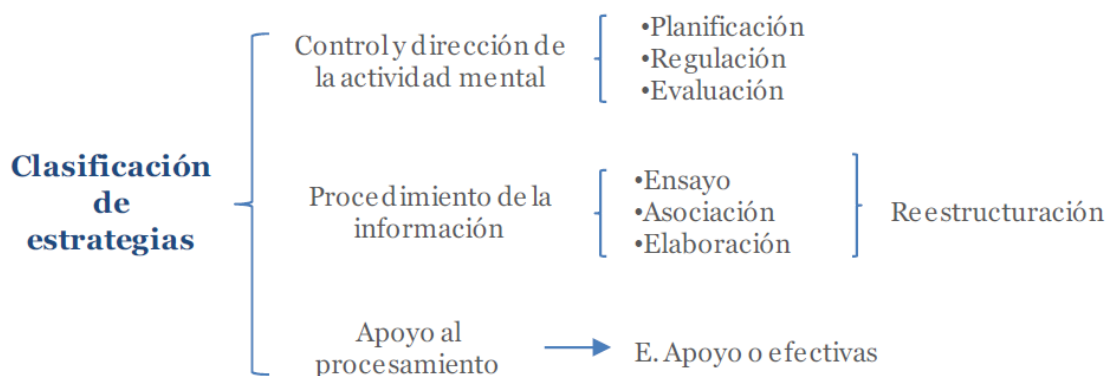 Clasificación
de
estrategias
Control y dirección de
la actividad mental
•Planificación
•Regulación
•Evaluación
Procedimiento de la
información
•Ensayo
•Asociación
•Elaboración
Reestructuración
Apoyo al
procesamiento
E. Apoyo o efectivas